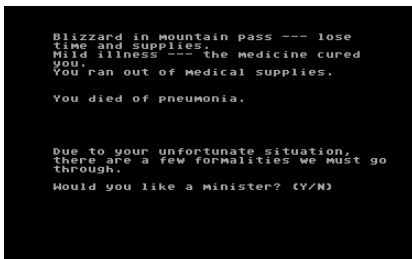 Blizzard in mountain pass --- lose
time and supplies.
Mild illness --- the medicine cured
you.
You ran out of medical supplies.
You died of pneumonia.
Due to your unfortunate situation,
there are a few formalities we must go
through.
Would you like a minister? (Y/N)